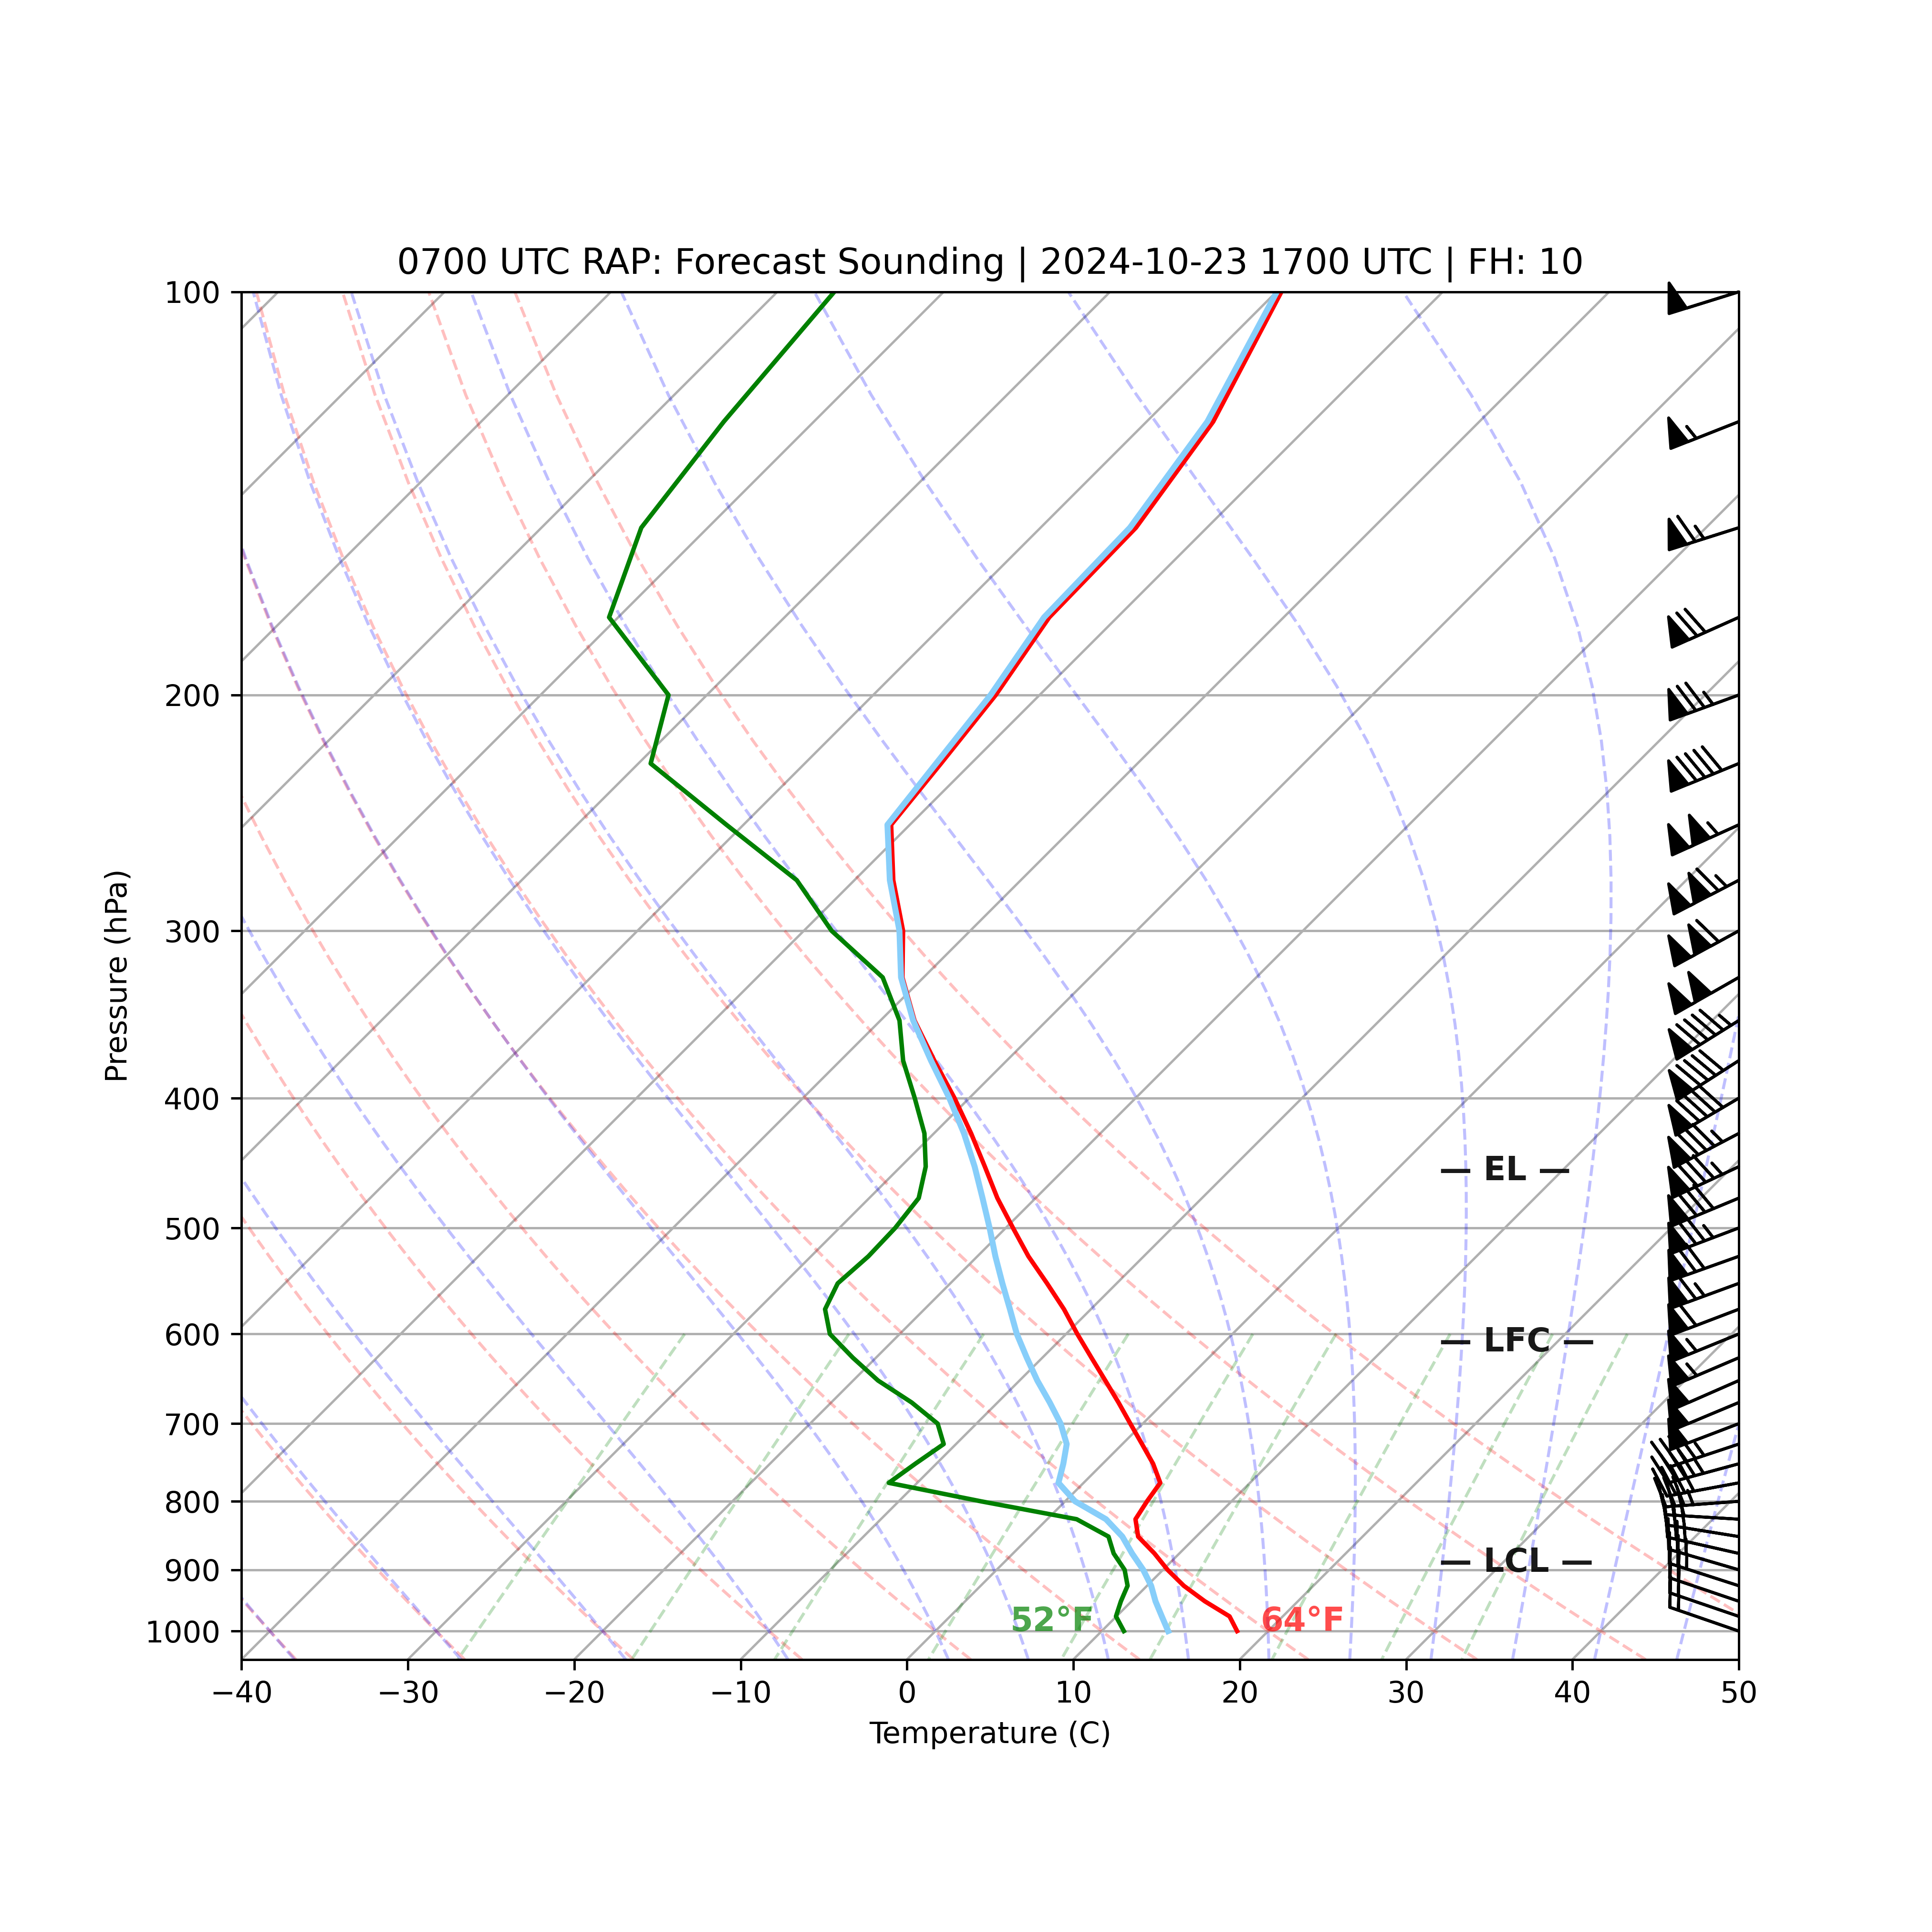 0700 UTC RAP: Forecast Sounding | 2024-10-23 1700 UTC | FH: 10
100
200
300
400
500
600
700
800
900
1000
Pressure (hPa)
— EL —
— LFC —
— LCL —
52°F
64°F
−40 −30 −20 −10 0 10 20 30 40 50
Temperature (C)